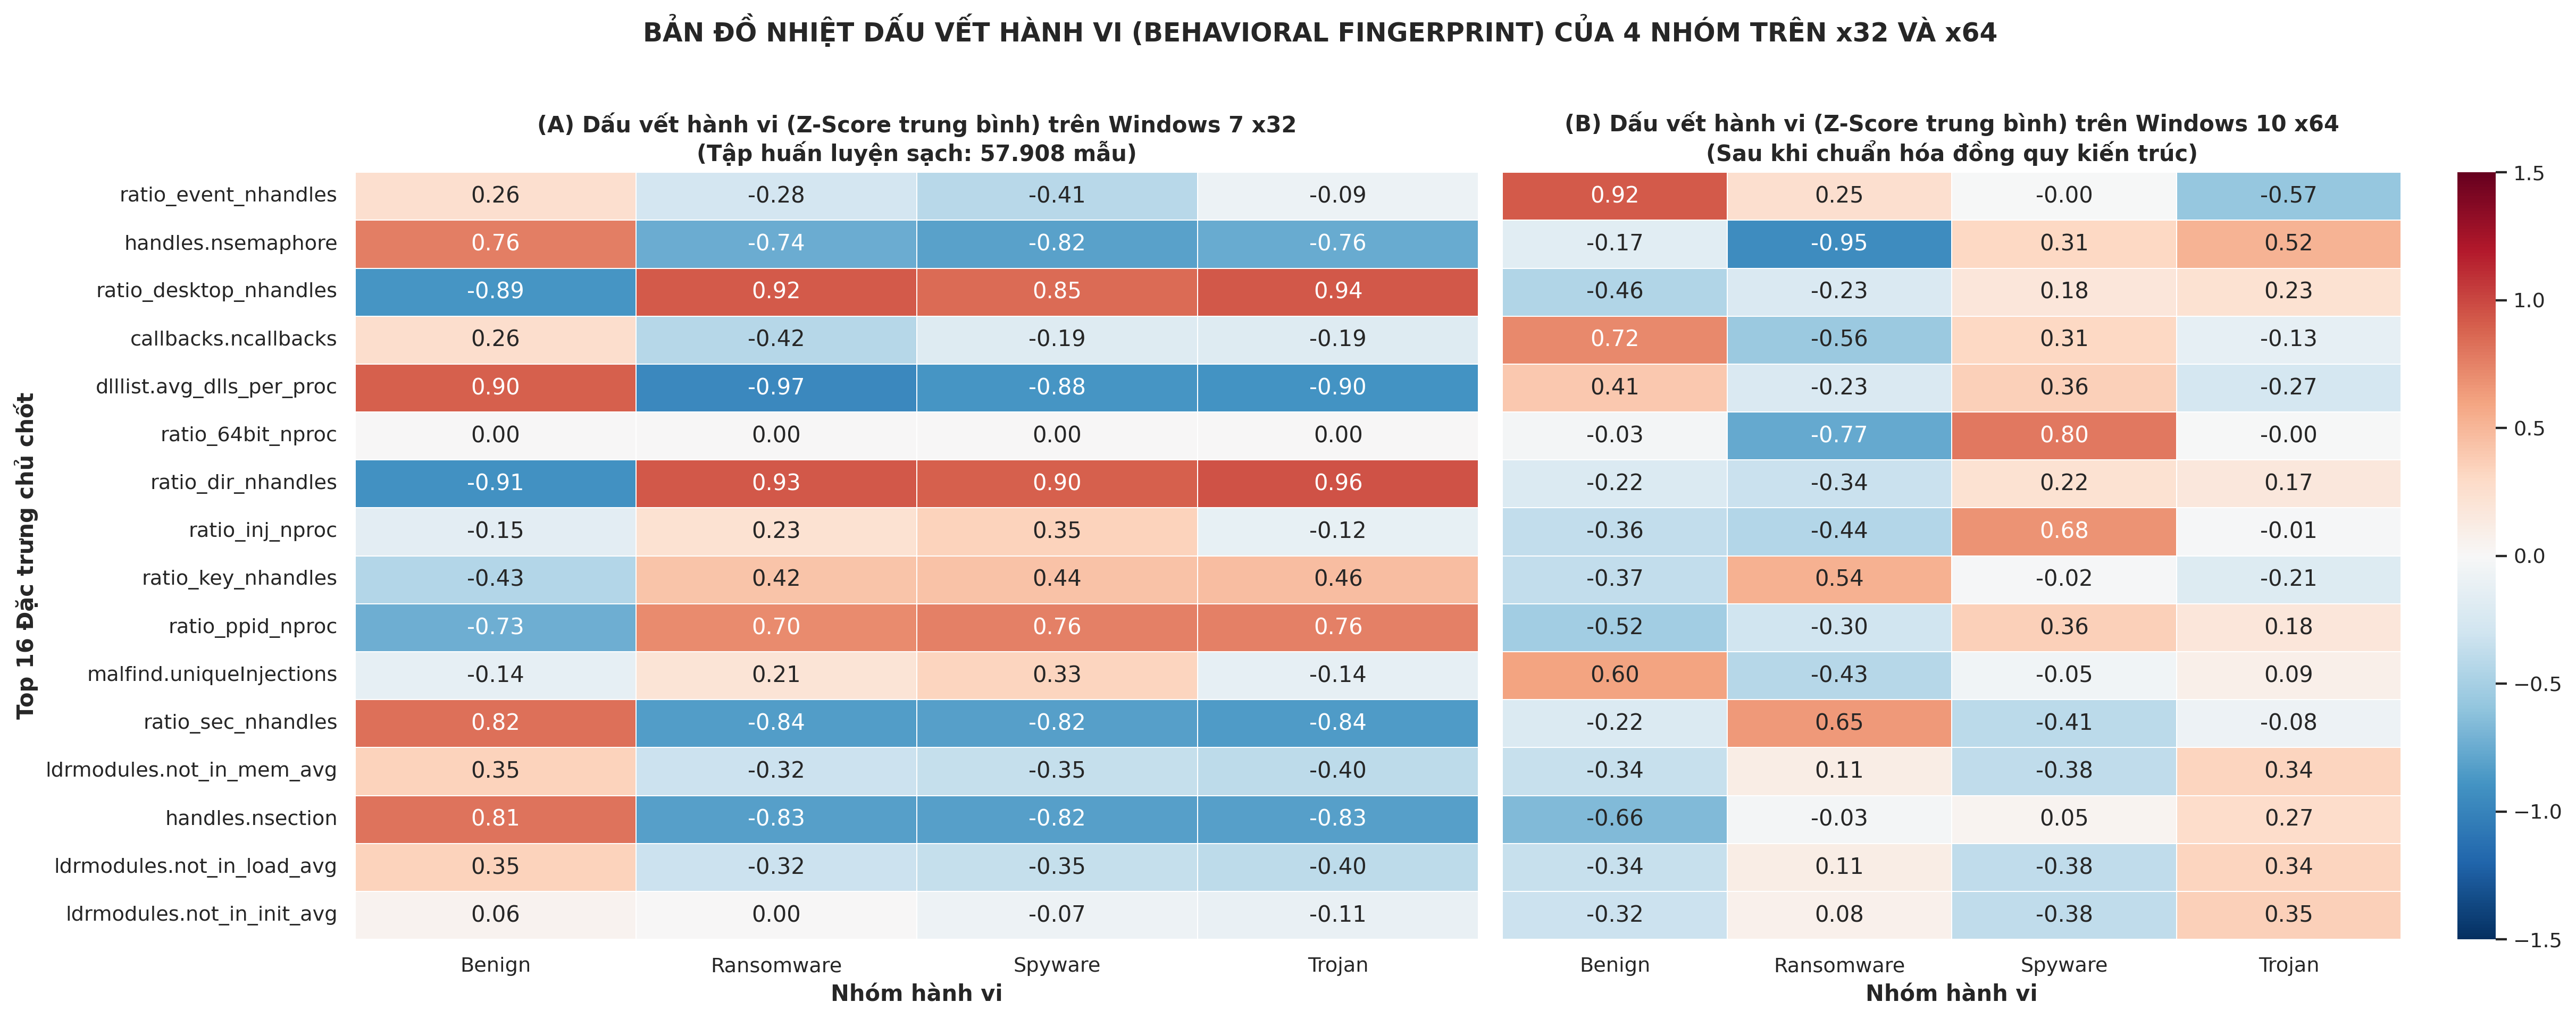 BẢN ĐỒ NHIỆT DẤU VẾT HÀNH VI (BEHAVIORAL FINGERPRINT) CỦA 4 NHÓM TRÊN x32 VÀ x64
(A) Dấu vết hành vi (Z-Score trung bình) trên Windows 7 x32
(Tập huấn luyện sạch: 57.908 mẫu)
(B) Dấu vết hành vi (Z-Score trung bình) trên Windows 10 x64
(Sau khi chuẩn hóa đồng quy kiến trúc)
Top 16 Đặc trưng chủ chốt
ratio_event_nhandles 0.26 -0.28 -0.41 -0.09 0.92 0.25 -0.00 -0.57
handles.nsemaphore 0.76 -0.74 -0.82 -0.76 -0.17 -0.95 0.31 0.52
ratio_desktop_nhandles -0.89 0.92 0.85 0.94 -0.46 -0.23 0.18 0.23
callbacks.ncallbacks 0.26 -0.42 -0.19 -0.19 0.72 -0.56 0.31 -0.13
dlllist.avg_dlls_per_proc 0.90 -0.97 -0.88 -0.90 0.41 -0.23 0.36 -0.27
ratio_64bit_nproc 0.00 0.00 0.00 0.00 -0.03 -0.77 0.80 -0.00
ratio_dir_nhandles -0.91 0.93 0.90 0.96 -0.22 -0.34 0.22 0.17
ratio_inj_nproc -0.15 0.23 0.35 -0.12 -0.36 -0.44 0.68 -0.01
ratio_key_nhandles -0.43 0.42 0.44 0.46 -0.37 0.54 -0.02 -0.21
ratio_ppid_nproc -0.73 0.70 0.76 0.76 -0.52 -0.30 0.36 0.18
malfind.uniqueInjections -0.14 0.21 0.33 -0.14 0.60 -0.43 -0.05 0.09
ratio_sec_nhandles 0.82 -0.84 -0.82 -0.84 -0.22 0.65 -0.41 -0.08
ldrmodules.not_in_mem_avg 0.35 -0.32 -0.35 -0.40 -0.34 0.11 -0.38 0.34
handles.nsection 0.81 -0.83 -0.82 -0.83 -0.66 -0.03 0.05 0.27
ldrmodules.not_in_load_avg 0.35 -0.32 -0.35 -0.40 -0.34 0.11 -0.38 0.34
ldrmodules.not_in_init_avg 0.06 0.00 -0.07 -0.11 -0.32 0.08 -0.38 0.35
Benign Ransomware Spyware Trojan Benign Ransomware Spyware Trojan
Nhóm hành vi Nhóm hành vi
1.5
1.0
0.5
0.0
−0.5
−1.0
−1.5